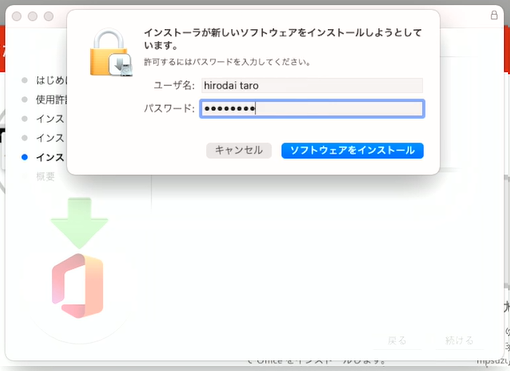 インストーラが新しいソフトウェアをインストールしようとして
います。
許可するにはパスワードを入力してください。
ユーザ名: hirodai taro
パスワード: ●●●●●●●●
キャンセル
ソフトウェアをインストール
はじめに
使用許
インス
インス
インス
概要
戻る
続ける
で Office をインストールします。